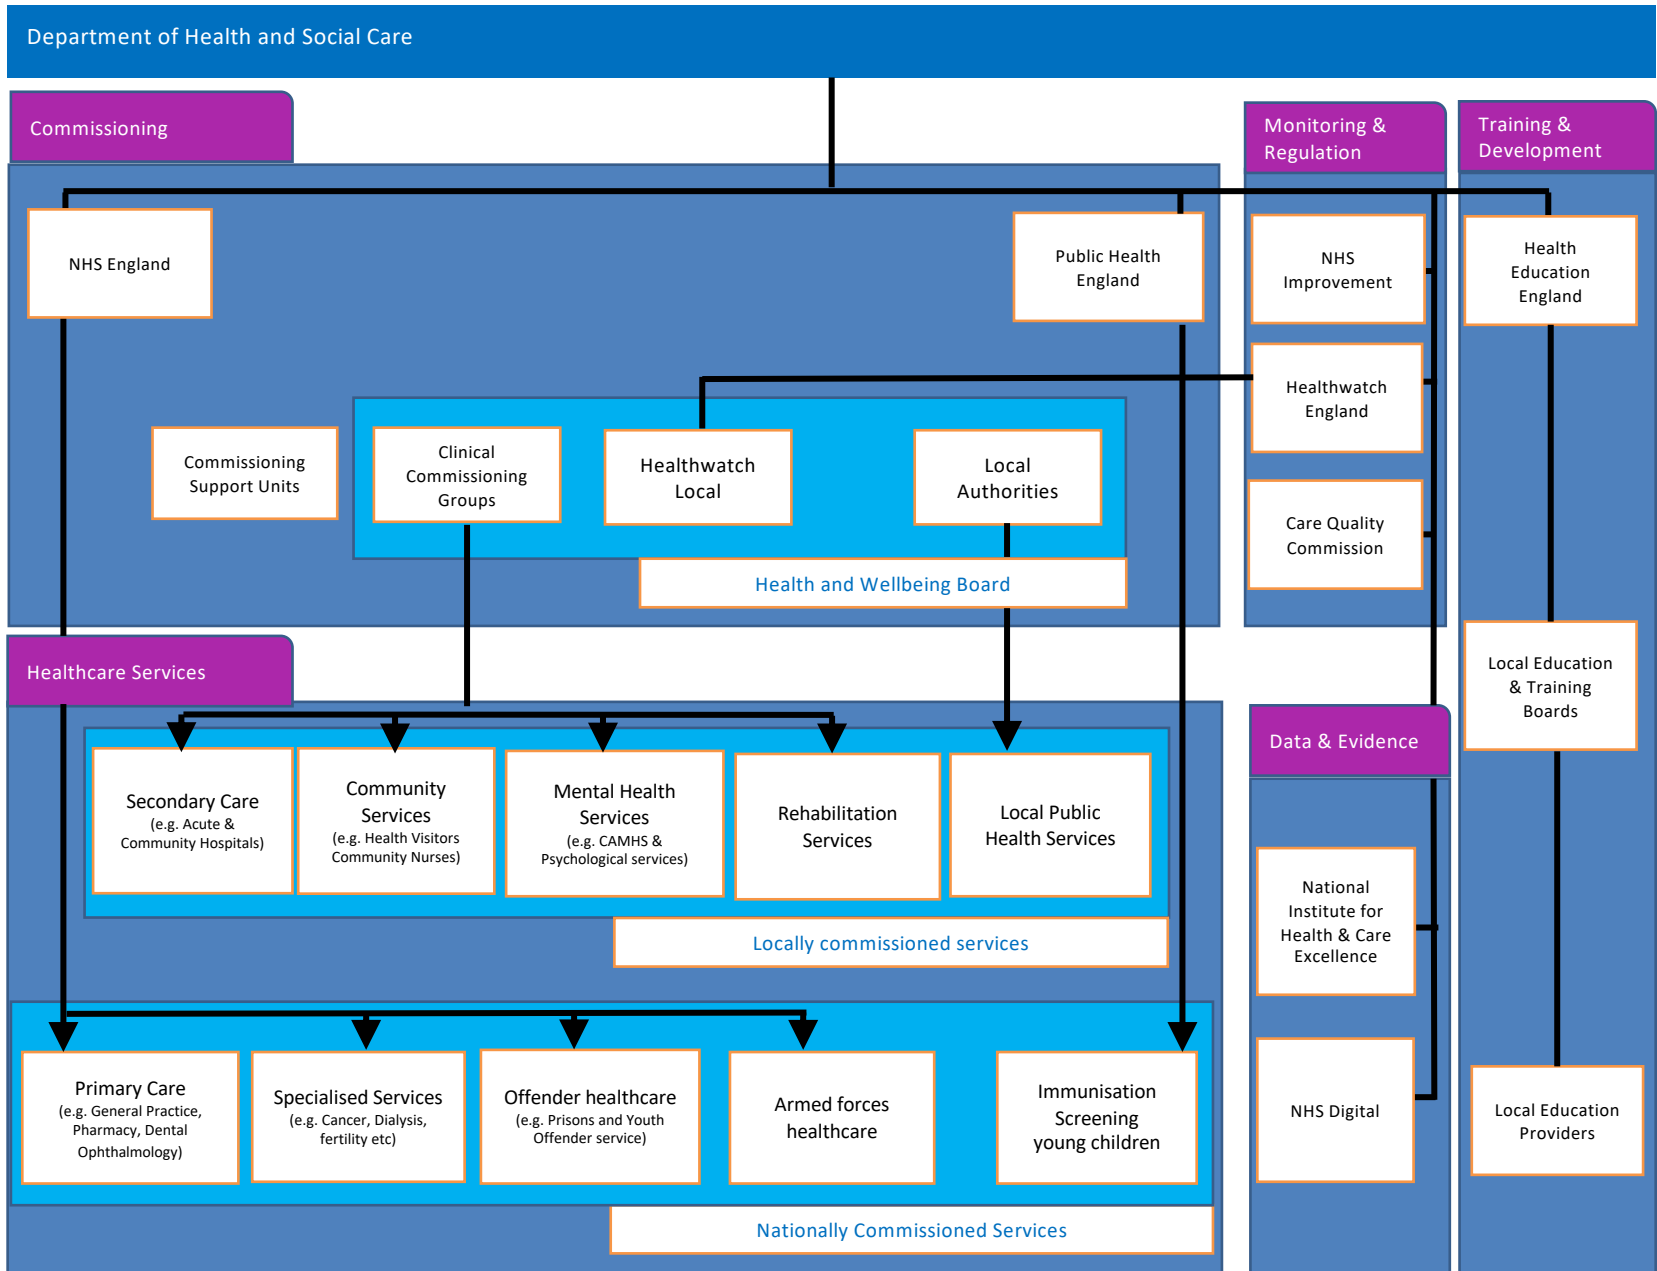 Department of Health and Social Care
Commissioning
Monitoring &
Regulation
Training &
Development
NHS England
Public Health
England
NHS
Improvement
Health
Education
England
Healthwatch
England
Commissioning
Support Units
Clinical
Commissioning
Groups
Healthwatch
Local
Local
Authorities
Care Quality
Commission
Health and Wellbeing Board
Healthcare Services
Local Education
& Training
Boards
Data & Evidence
Secondary Care
(e.g. Acute &
Community Hospitals)
Community
Services
(e.g. Health Visitors
Community Nurses)
Mental Health
Services
(e.g. CAMHS &
Psychological services)
Rehabilitation
Services
Local Public
Health Services
National
Institute for
Health & Care
Excellence
Locally commissioned services
Primary Care
(e.g. General Practice,
Pharmacy, Dental
Ophthalmology)
Specialised Services
(e.g. Cancer, Dialysis,
fertility etc)
Offender healthcare
(e.g. Prisons and Youth
Offender service)
Armed forces
healthcare
Immunisation
Screening
young children
NHS Digital
Local Education
Providers
Nationally Commissioned Services